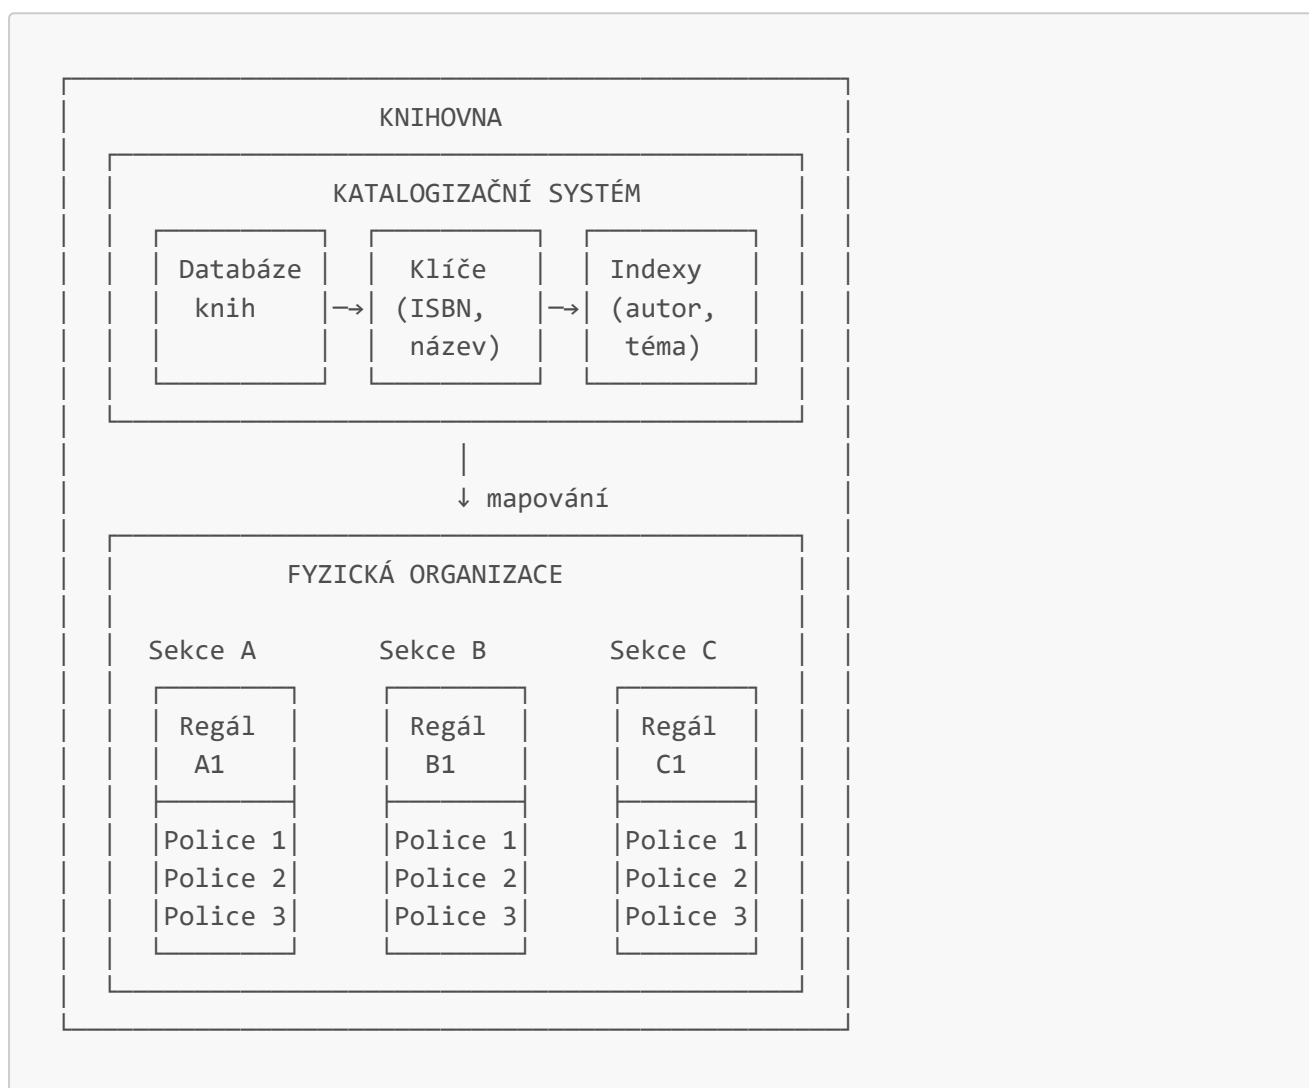 KNIHOVNA
KATALOGIZAČNÍ SYSTÉM
Databáze Klíče Indexy
knih ─→ (ISBN, ─→ (autor,
název) téma)
↓ mapování
FYZICKÁ ORGANIZACE
Sekce A Sekce B Sekce C
Regál Regál Regál
A1 B1 C1
Police 1 Police 1 Police 1
Police 2 Police 2 Police 2
Police 3 Police 3 Police 3